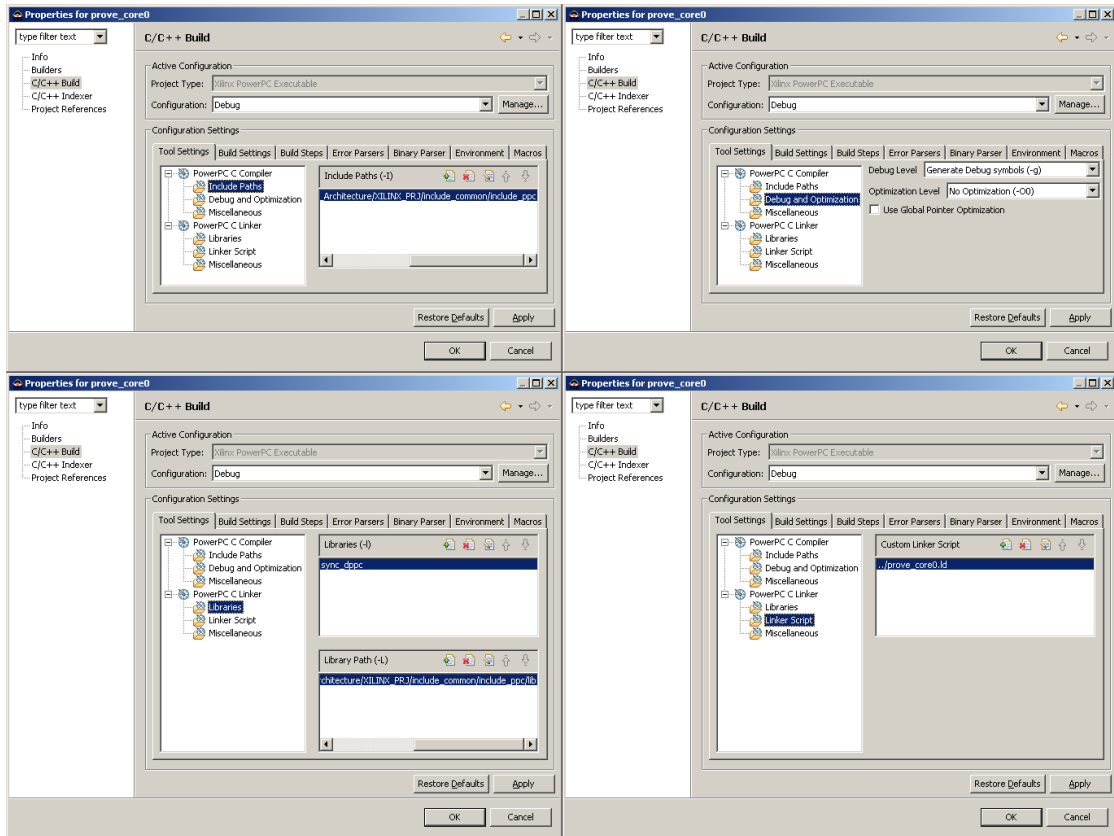 Properties for prove_core0
type filter text
Info
Builders
C/C++ Build
C/C++ Indexer
Project References
C/C++ Build
Active Configuration
Project Type: Xilinx PowerPC Executable
Configuration: Debug Manage...
Configuration Settings
Tool Settings Build Settings Build Steps Error Parsers Binary Parser Environment Macros
PowerPC C Compiler
Include Paths
Debug and Optimization
Miscellaneous
PowerPC C Linker
Libraries
Linker Script
Miscellaneous
Include Paths (-I)
Architecture/XILINX_PRJ/include_common/include_ppc
Restore Defaults Apply
OK Cancel
Properties for prove_core0
type filter text
Info
Builders
C/C++ Build
C/C++ Indexer
Project References
C/C++ Build
Active Configuration
Project Type: Xilinx PowerPC Executable
Configuration: Debug Manage...
Configuration Settings
Tool Settings Build Settings Build Steps Error Parsers Binary Parser Environment Macros
PowerPC C Compiler
Include Paths
Debug and Optimization
Miscellaneous
PowerPC C Linker
Libraries
Linker Script
Miscellaneous
Debug Level Generate Debug symbols (-g)
Optimization Level No Optimization (-O0)
Use Global Pointer Optimization
Restore Defaults Apply
OK Cancel
Properties for prove_core0
type filter text
Info
Builders
C/C++ Build
C/C++ Indexer
Project References
C/C++ Build
Active Configuration
Project Type: Xilinx PowerPC Executable
Configuration: Debug Manage...
Configuration Settings
Tool Settings Build Settings Build Steps Error Parsers Binary Parser Environment Macros
PowerPC C Compiler
Include Paths
Debug and Optimization
Miscellaneous
PowerPC C Linker
Libraries
Linker Script
Miscellaneous
Libraries (-l)
sync_dppc
Library Path (-L)
chitecture/XILINX_PRJ/include_common/include_ppc/lib
Restore Defaults Apply
OK Cancel
Properties for prove_core0
type filter text
Info
Builders
C/C++ Build
C/C++ Indexer
Project References
C/C++ Build
Active Configuration
Project Type: Xilinx PowerPC Executable
Configuration: Debug Manage...
Configuration Settings
Tool Settings Build Settings Build Steps Error Parsers Binary Parser Environment Macros
PowerPC C Compiler
Include Paths
Debug and Optimization
Miscellaneous
PowerPC C Linker
Libraries
Linker Script
Miscellaneous
Custom Linker Script
../prove_core0.ld
Restore Defaults Apply
OK Cancel